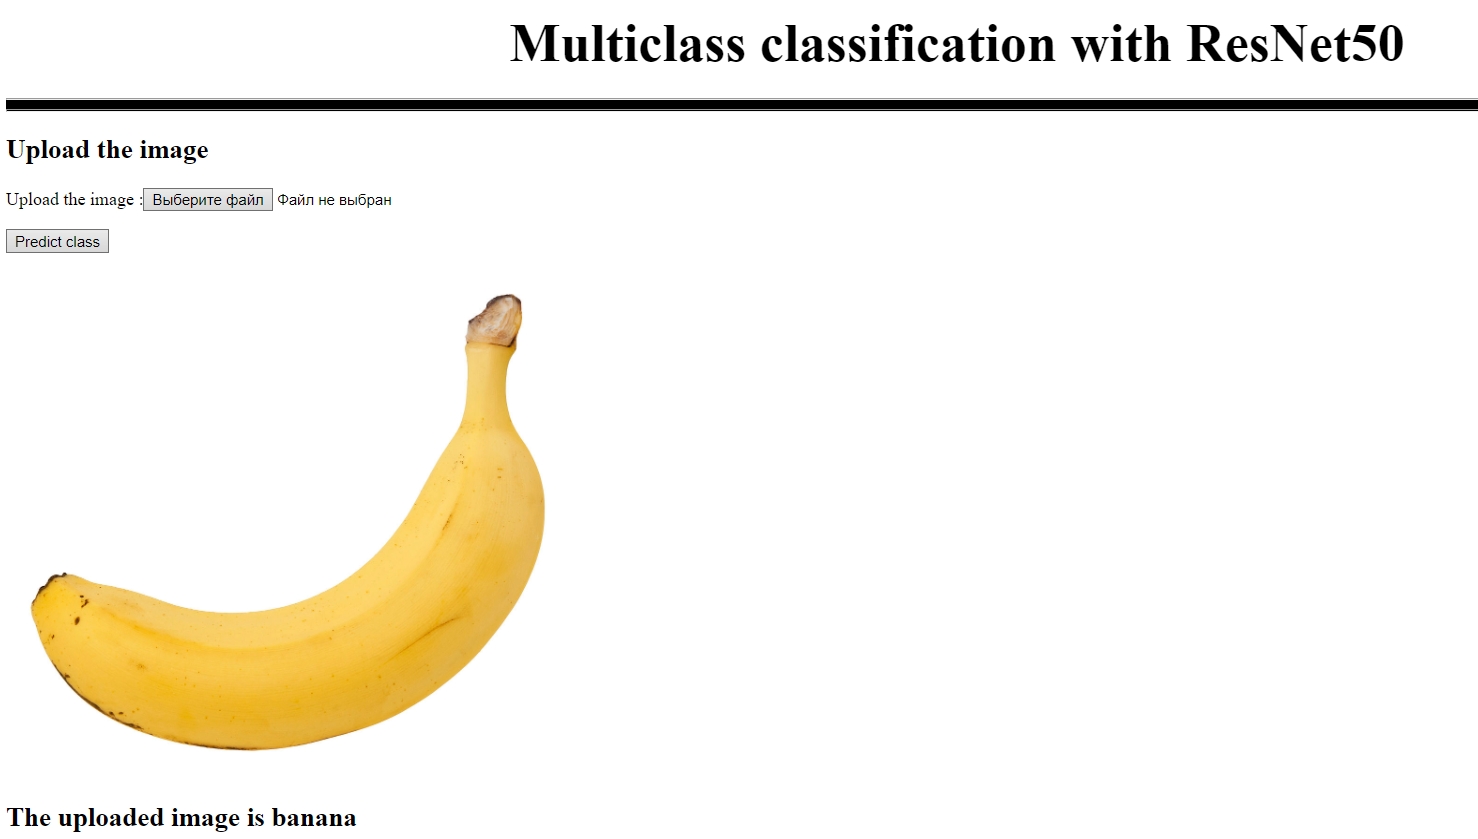 Multiclass classification with ResNet50
Upload the image
Upload the image : Выберите файл Файл не выбран
Predict class
The uploaded image is banana